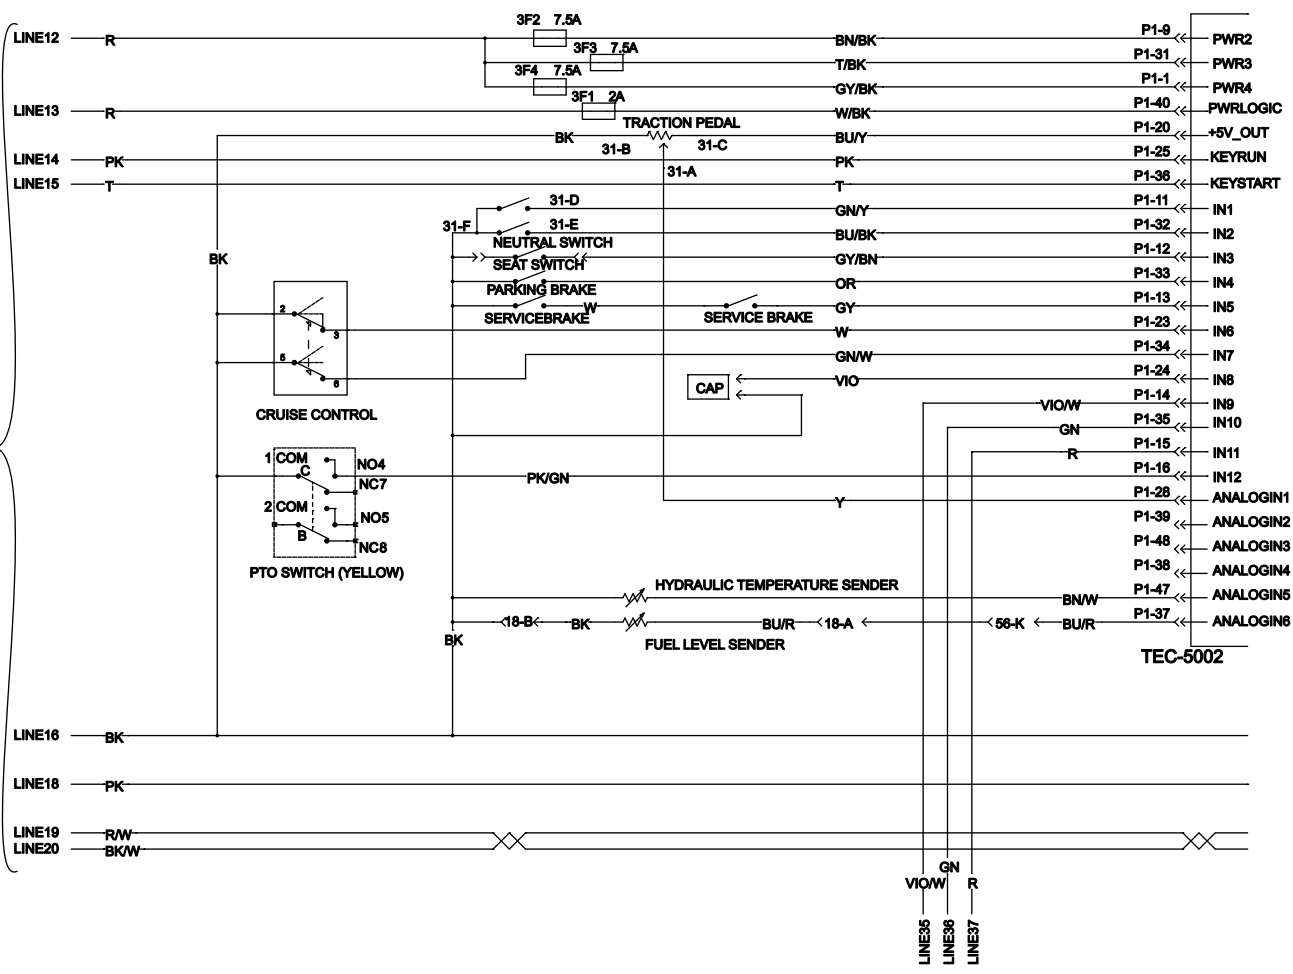 3F2 7.5A
LINE12 R BN/BK P1-9 PWR2
3F3 7.5A
T/BK P1-31 PWR3
3F4 7.5A
GY/BK P1-1 PWR4
3F1 2A
LINE13 R W/BK P1-40 PWRLOGIC
TRACTION PEDAL
BK BU/Y P1-20 +5V_OUT
31-B 31-C
LINE14 PK PK P1-25 KEYRUN
31-A
LINE15 T T P1-36 KEYSTART
31-D GN/Y P1-11 IN1
31-F 31-E BU/BK P1-32 IN2
NEUTRAL SWITCH
BK GY/BN P1-12 IN3
SEAT SWITCH
OR P1-33 IN4
PARKING BRAKE
W GY P1-13 IN5
SERVICEBRAKE SERVICE BRAKE
2
3 W P1-23 IN6
5 GN/W P1-34 IN7
6 VIO P1-24 IN8
CAP
CRUISE CONTROL
VIO/W P1-14 IN9
GN P1-35 IN10
R P1-15 IN11
1 COM NO4
C PK/GN P1-16 IN12
NC7
Y P1-28 ANALOGIN1
2 COM NO5
P1-39 ANALOGIN2
B NC8
P1-48 ANALOGIN3
PTO SWITCH (YELLOW)
P1-38 ANALOGIN4
HYDRAULIC TEMPERATURE SENDER
BN/W P1-47 ANALOGIN5
18-B BK BU/R 18-A 56-K BU/R P1-37 ANALOGIN6
BK
FUEL LEVEL SENDER
TEC-5002
LINE16 BK
LINE18 PK
LINE19 R/W
LINE20 BK/W
GN
VIO/W R
LINE35
LINE36
LINE37